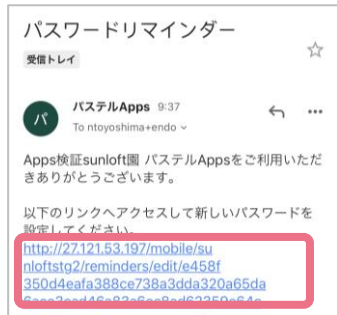 パスワードリマインダー
受信トレイ
パ
パステルApps 9:37
To ntoyoshima+endo
Apps検証sunloft園 パステルAppsをご利用いただ
きありがとうございます。
以下のリンクへアクセスして新しいパスワードを
設定してください。
http://27.121.53.197/mobile/su
nloftstg2/reminders/edit/e458f
350d4eafa388ce738a3dda320a65da